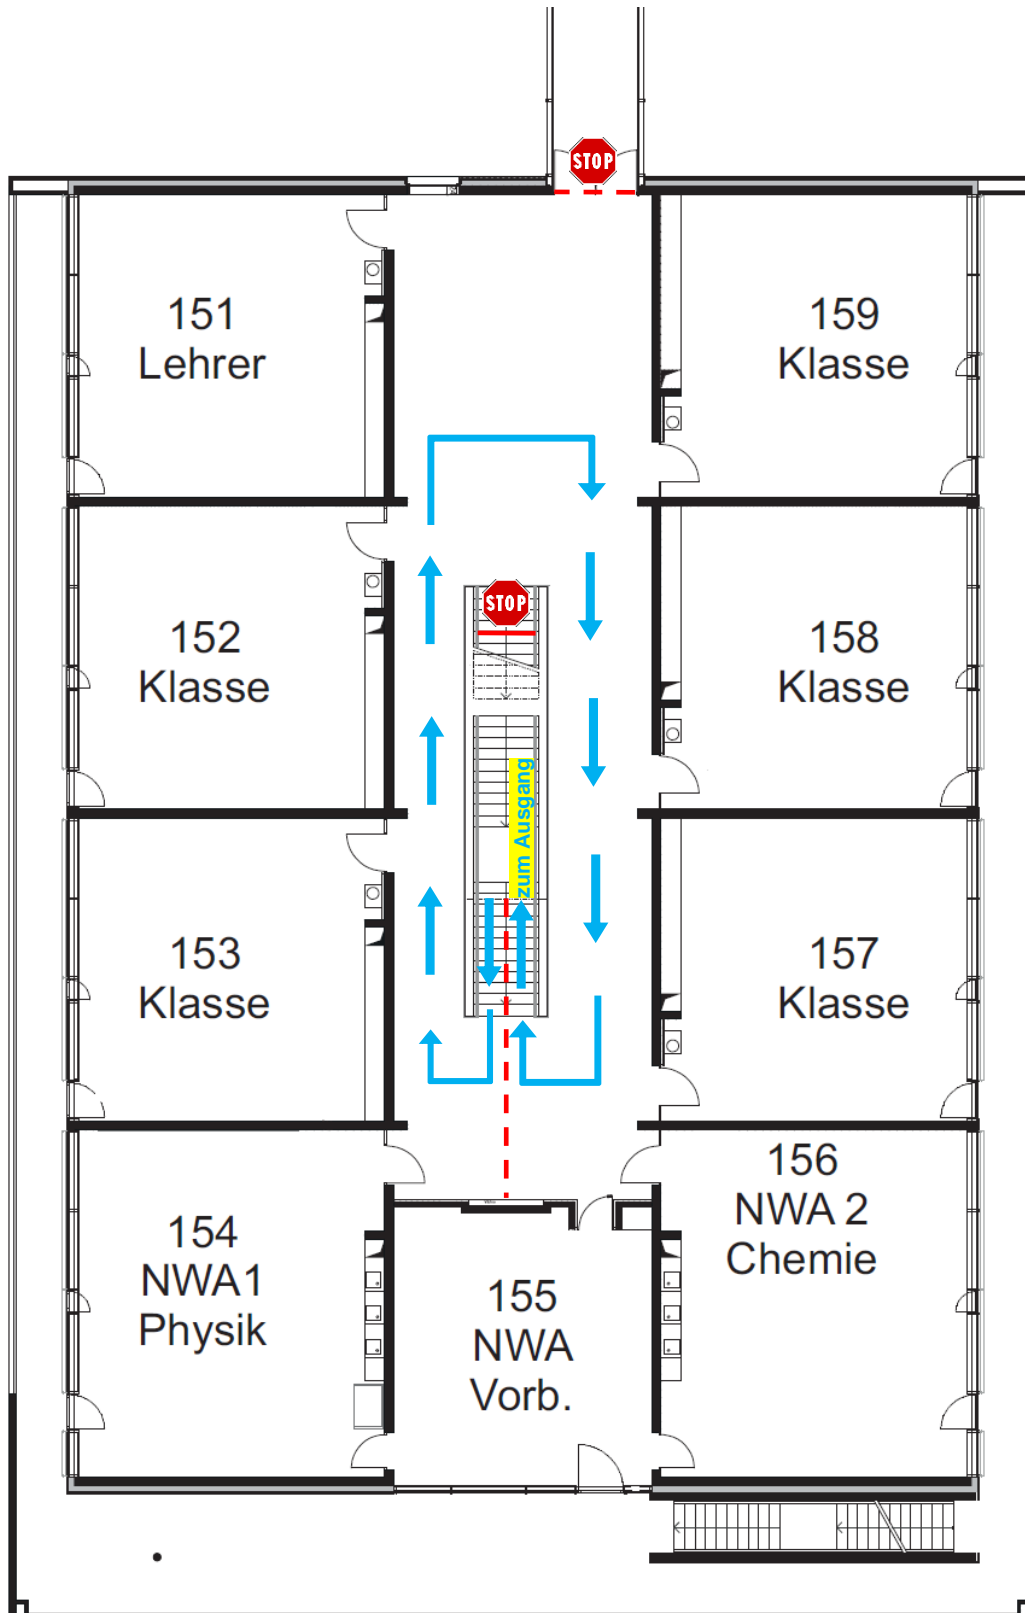 STOP
151
Lehrer
159
Klasse
STOP
152
Klasse
158
Klasse
zum Ausgang
153
Klasse
157
Klasse
154
NWA1
Physik
155
NWA
Vorb.
156
NWA 2
Chemie